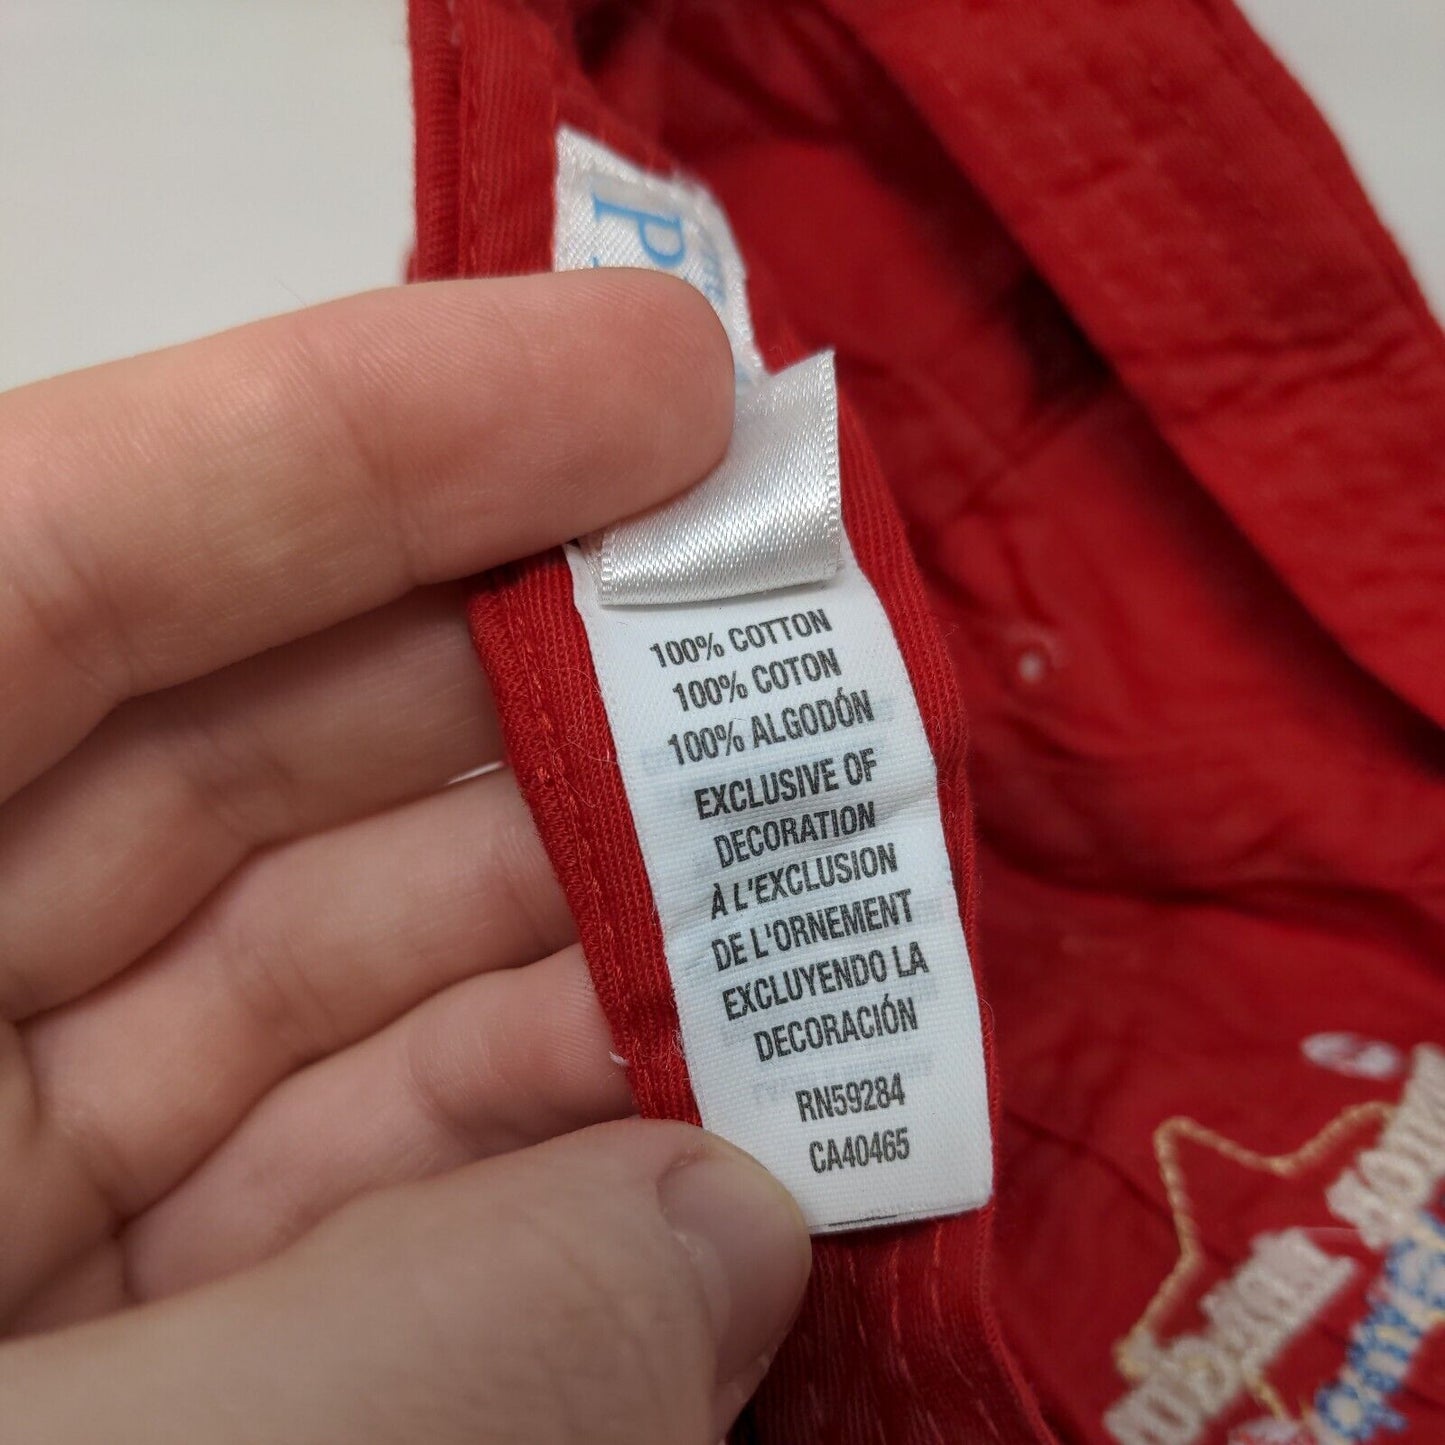 P
100% COTTON
100% COTON
100% ALGODÓN
EXCLUSIVE OF
DECORATION
À L'EXCLUSION
DE L'ORNEMENT
EXCLUYENDO LA
DECORACIÓN
RN59284
CA40465